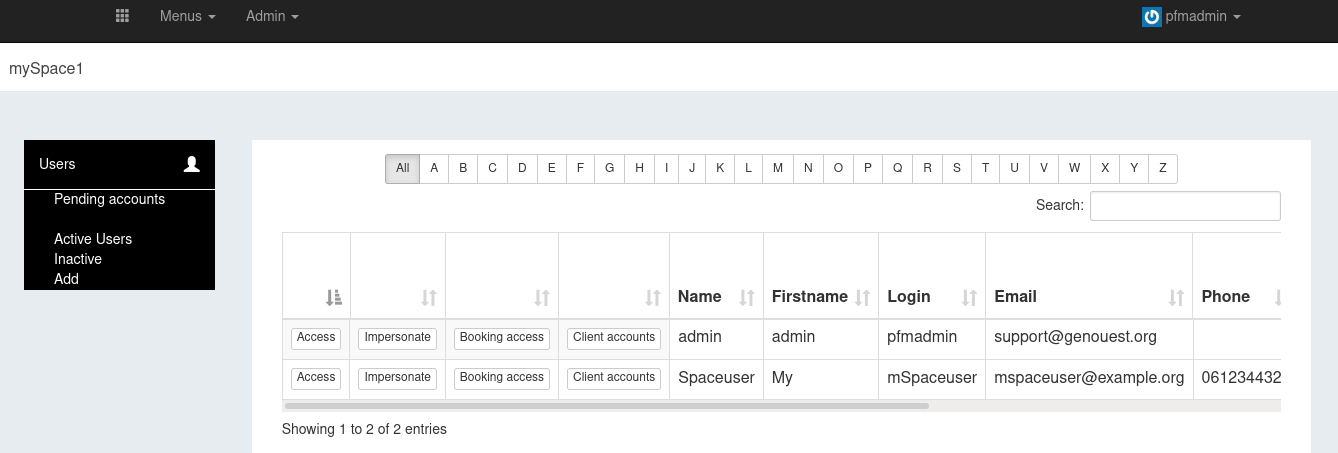 Menus Admin pfmadmin
mySpace1
Users
Pending accounts
Active Users
Inactive
Add
All A B C D E F G H I J K L M N O P Q R S T U V W X Y Z
Search:
Name Firstname Login Email Phone
Access Impersonate Booking access Client accounts admin admin pfmadmin support@genouest.org
Access Impersonate Booking access Client accounts Spaceuser My mSpaceuser mspaceuser@example.org 061234432
Showing 1 to 2 of 2 entries